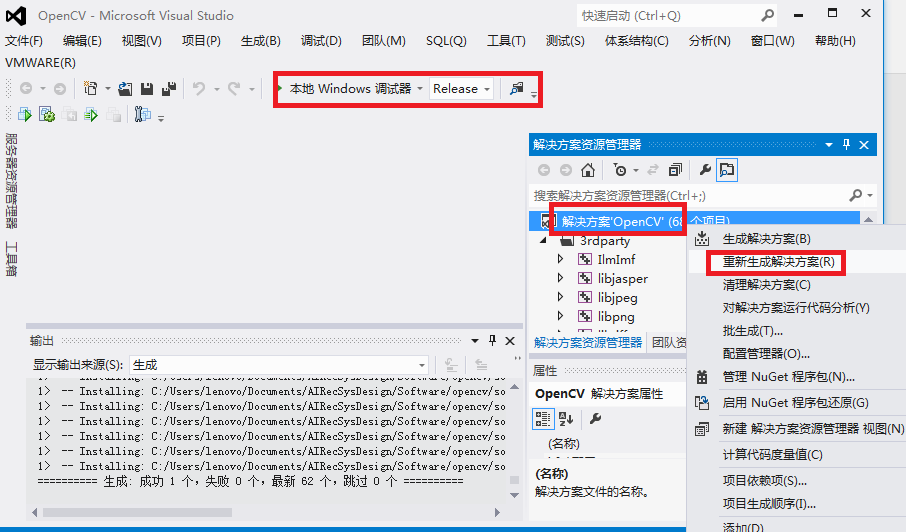 OpenCV - Microsoft Visual Studio
快速启动 (Ctrl+Q)
文件(F) 编辑(E) 视图(V) 项目(P) 生成(B) 调试(D) 团队(M) SQL(Q) 工具(T) 测试(S) 体系结构(C) 分析(N) 窗口(W) 帮助(H)
VMWARE(R)
本地 Windows 调试器 Release
服务器资源管理器
工具箱
解决方案资源管理器
搜索解决方案资源管理器(Ctrl+;)
解决方案'OpenCV' (68 个项目)
3rdparty
IlmImf
libjasper
libjpeg
libpng
解决方案资源管理器 团队资
生成解决方案(B)
重新生成解决方案(R)
清理解决方案(C)
对解决方案运行代码分析(Y)
批生成(T)...
配置管理器(O)...
管理 NuGet 程序包(N)...
启用 NuGet 程序包还原(G)
新建 解决方案资源管理器 视图(N)
计算代码度量值(C)
项目依赖项(S)...
项目生成顺序(I)...
添加(D)
输出
显示输出来源(S): 生成
1> -- Installing: C:/Users/lenovo/Documents/AIRecSysDesign/Software/opencv/so
1> -- Installing: C:/Users/lenovo/Documents/AIRecSysDesign/Software/opencv/so
1> -- Installing: C:/Users/lenovo/Documents/AIRecSysDesign/Software/opencv/so
1> -- Installing: C:/Users/lenovo/Documents/AIRecSysDesign/Software/opencv/so
1> -- Installing: C:/Users/lenovo/Documents/AIRecSysDesign/Software/opencv/so
1> -- Installing: C:/Users/lenovo/Documents/AIRecSysDesign/Software/opencv/so
1> -- Installing: C:/Users/lenovo/Documents/AIRecSysDesign/Software/opencv/so
========== 生成: 成功 1 个，失败 0 个，最新 62 个，跳过 0 个 ==========
属性
OpenCV 解决方案属性
(名称)
(名称)
解决方案文件的名称。